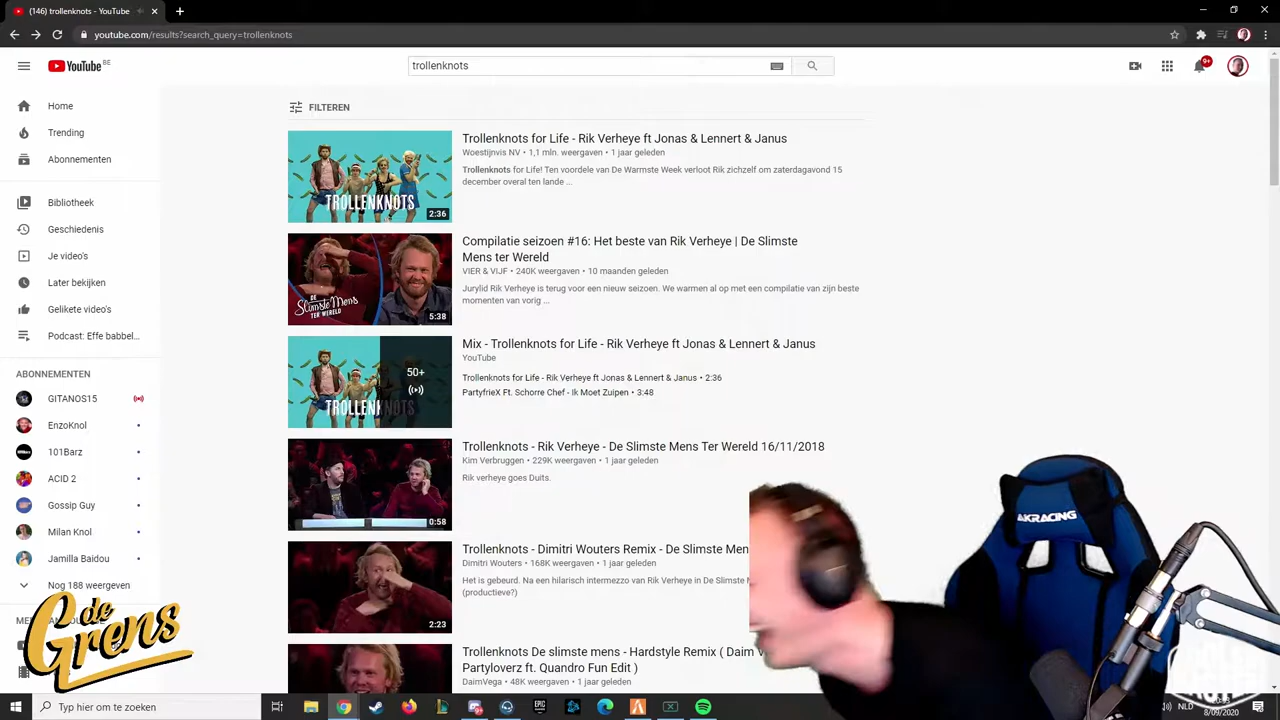 (146) trollenknots - YouTube
youtube.com/results?search_query=trollenknots
YouTube BE
trollenknots
9+
Home
Trending
Abonnementen
Bibliotheek
Geschiedenis
Je video's
Later bekijken
Gelikete video's
Podcast: Effe babbel...
ABONNEMENTEN
GITANOS15
EnzoKnol
101Barz
ACID 2
Gossip Guy
Milan Knol
Jamilla Baidou
Nog 188 weergeven
de
Grens
FILTEREN
TROLLENKNOTS
2:36
Trollenknots for Life - Rik Verheye ft Jonas & Lennert & Janus
Woestijnvis NV • 1,1 mln. weergaven • 1 jaar geleden
Trollenknots for Life! Ten voordele van De Warmste Week verloot Rik zichzelf om zaterdagavond 15
december overal ten lande ...
DE
SLIMSTE MENS
TER WERELD
5:38
Compilatie seizoen #16: Het beste van Rik Verheye | De Slimste
Mens ter Wereld
VIER & VIJF • 240K weergaven • 10 maanden geleden
Jurylid Rik Verheye is terug voor een nieuw seizoen. We warmen al op met een compilatie van zijn beste
momenten van vorig ...
TROLLENKNOTS
50+
Mix - Trollenknots for Life - Rik Verheye ft Jonas & Lennert & Janus
YouTube
Trollenknots for Life - Rik Verheye ft Jonas & Lennert & Janus • 2:36
PartyfrieX Ft. Schorre Chef - Ik Moet Zuipen • 3:48
0:58
Trollenknots - Rik Verheye - De Slimste Mens Ter Wereld 16/11/2018
Kim Verbruggen • 229K weergaven • 1 jaar geleden
Rik verheye goes Duits.
2:23
Trollenknots - Dimitri Wouters Remix - De Slimste Men
Dimitri Wouters • 168K weergaven • 1 jaar geleden
Het is gebeurd. Na een hilarisch intermezzo van Rik Verheye in De Slimste
(productieve?)
Trollenknots De slimste mens - Hardstyle Remix ( Daim
Partyloverz ft. Quandro Fun Edit )
DaimVega • 48K weergaven • 1 jaar geleden
AKRACING
Typ hier om te zoeken
EPIC
NLD
8/09/2020